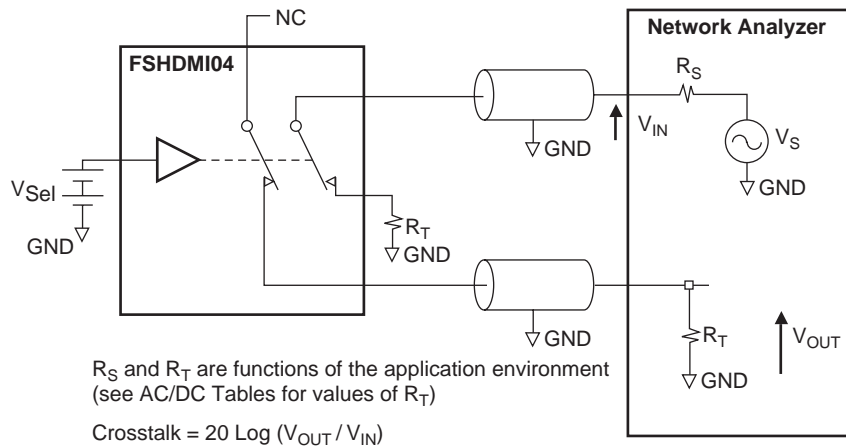 NC
Network Analyzer
FSHDMI04
RS
VIN
VS
GND
GND
VSel
GND
RT
GND
GND
RT
VOUT
GND
RS and RT are functions of the application environment
(see AC/DC Tables for values of RT)
Crosstalk = 20 Log (VOUT / VIN)